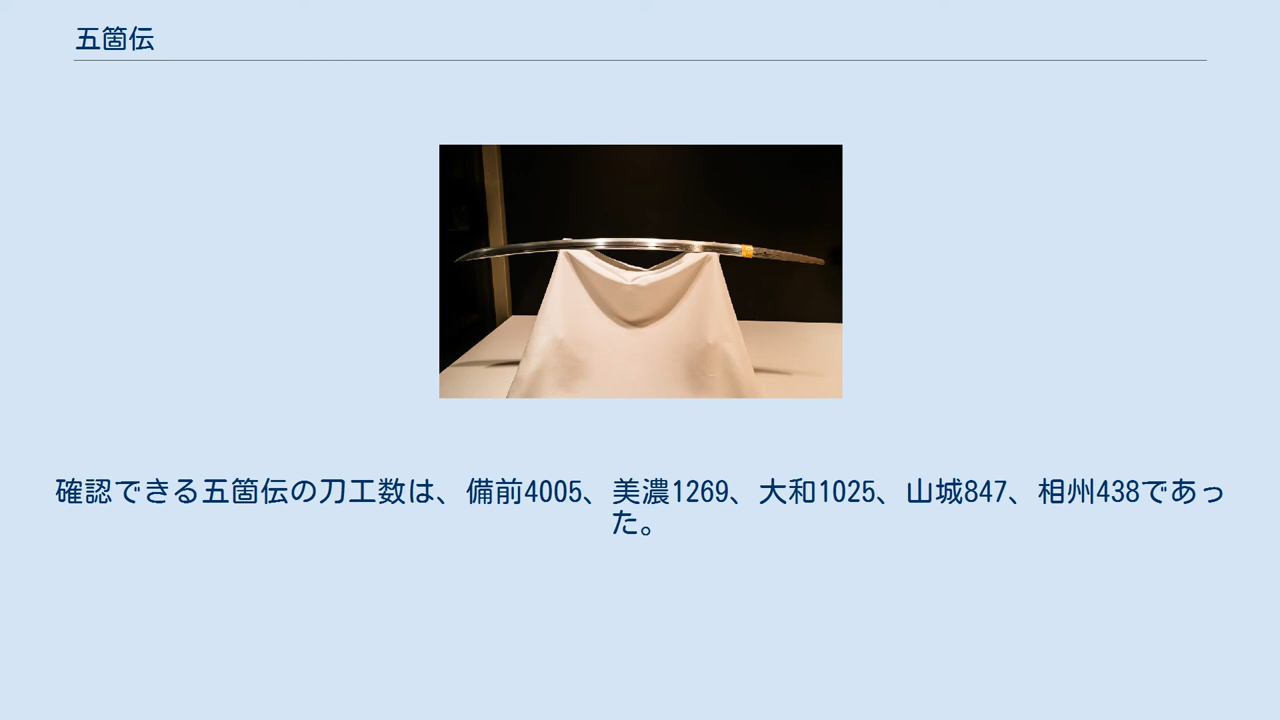 五箇伝
確認できる五箇伝の刀工数は、備前4005、美濃1269、大和1025、山城847、相州438であっ
た。